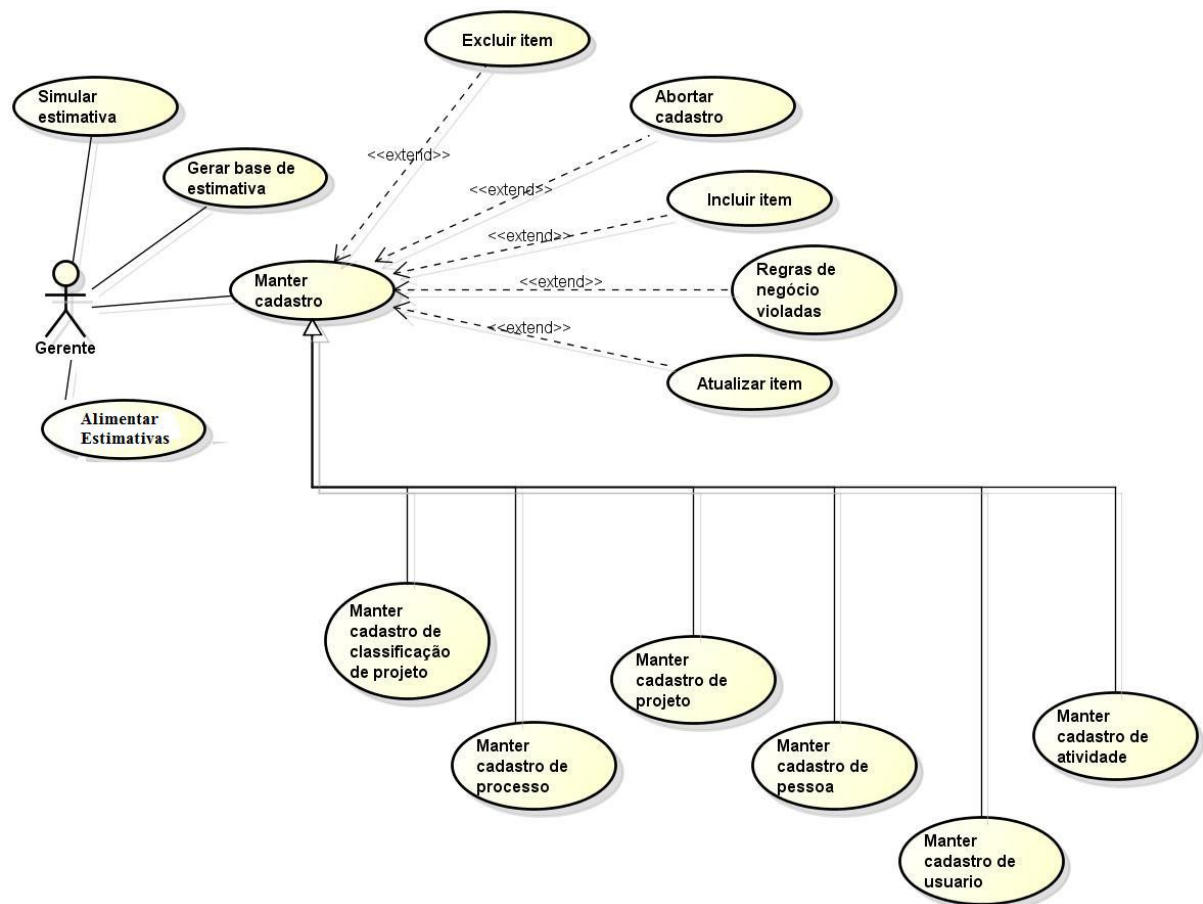 Excluir item
Simular
estimativa
Abortar
cadastro
<<extend>>
Gerar base de
estimativa
<<extend>>
Incluir item
<<extend>>
Manter
cadastro
<<extend>>
Regras de
negócio
violadas
<<extend>>
Gerente
Atualizar item
Alimentar
Estimativas
Manter
cadastro de
classificação
de projeto
Manter
cadastro de
projeto
Manter
cadastro de
processo
Manter
cadastro de
pessoa
Manter
cadastro de
atividade
Manter
cadastro de
usuario